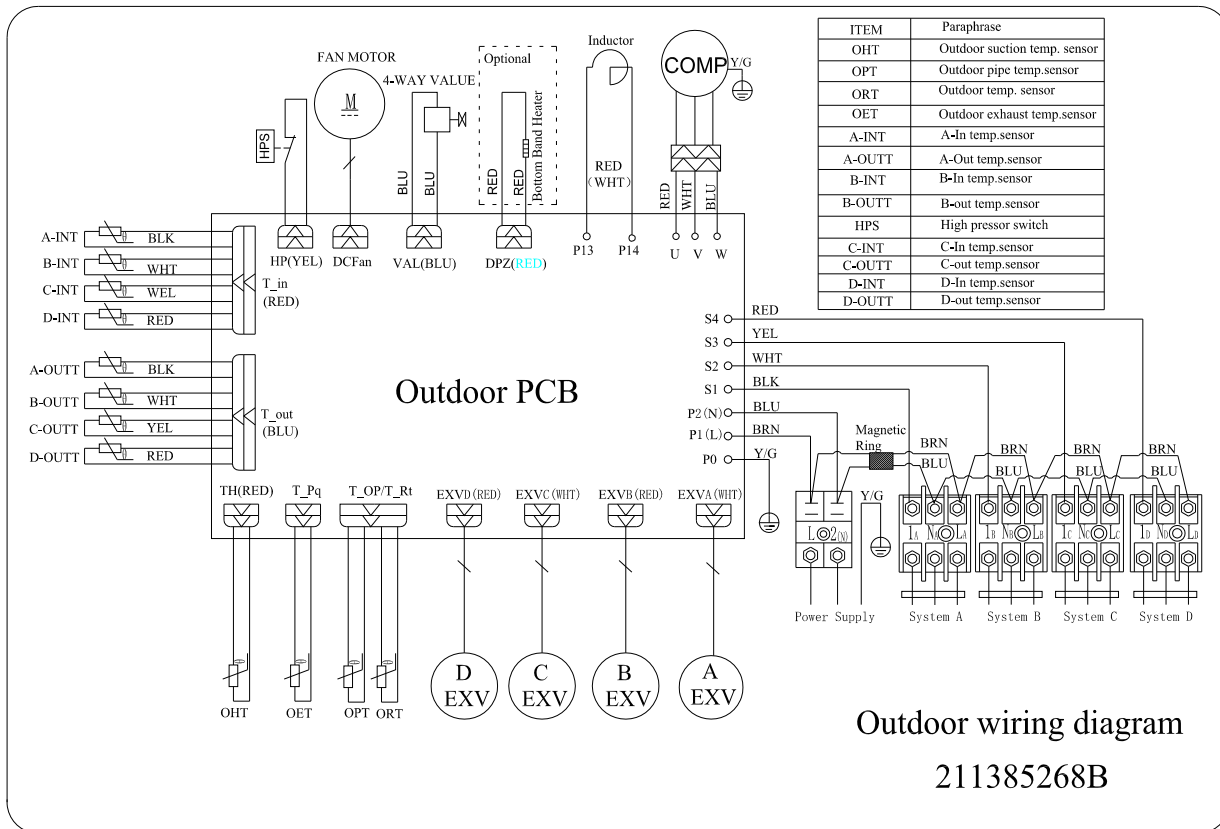 FAN MOTOR
M
HPS
4-WAY VALUE
BLU
BLU
Optional
RED
RED
Bottom Band Heater
Inductor
RED
(WHT)
COMP
Y/G
RED
WHT
BLU
ITEM Paraphrase
OHT Outdoor suction temp. sensor
OPT Outdoor pipe temp.sensor
ORT Outdoor temp. sensor
OET Outdoor exhaust temp.sensor
A-INT A-In temp.sensor
A-OUTT A-Out temp.sensor
B-INT B-In temp.sensor
B-OUTT B-out temp.sensor
HPS High pressor switch
C-INT C-In temp.sensor
C-OUTT C-out temp.sensor
D-INT D-In temp.sensor
D-OUTT D-out temp.sensor
HP(YEL) DCFan VAL(BLU) DPZ(RED) P13 P14 U V W
A-INT BLK
B-INT WHT
C-INT WEL
D-INT RED
T_in
(RED)
A-OUTT BLK
B-OUTT WHT
C-OUTT YEL
D-OUTT RED
T_out
(BLU)
Outdoor PCB
S4 RED
S3 YEL
S2 WHT
S1 BLK
P2(N) BLU
P1(L) BRN
P0 Y/G
Magnetic
Ring
BRN BRN BRN BRN
BLU BLU BLU BLU
Y/G
TH(RED) T_Pq T_OP/T_Rt EXVD(RED) EXVC(WHT) EXVB(RED) EXVA(WHT)
L 2(N)
1A NA LA 1B NB LB 1C NC LC 1D ND LD
Power Supply System A System B System C System D
D
EXV
C
EXV
B
EXV
A
EXV
OHT OET OPT ORT
Outdoor wiring diagram
211385268B